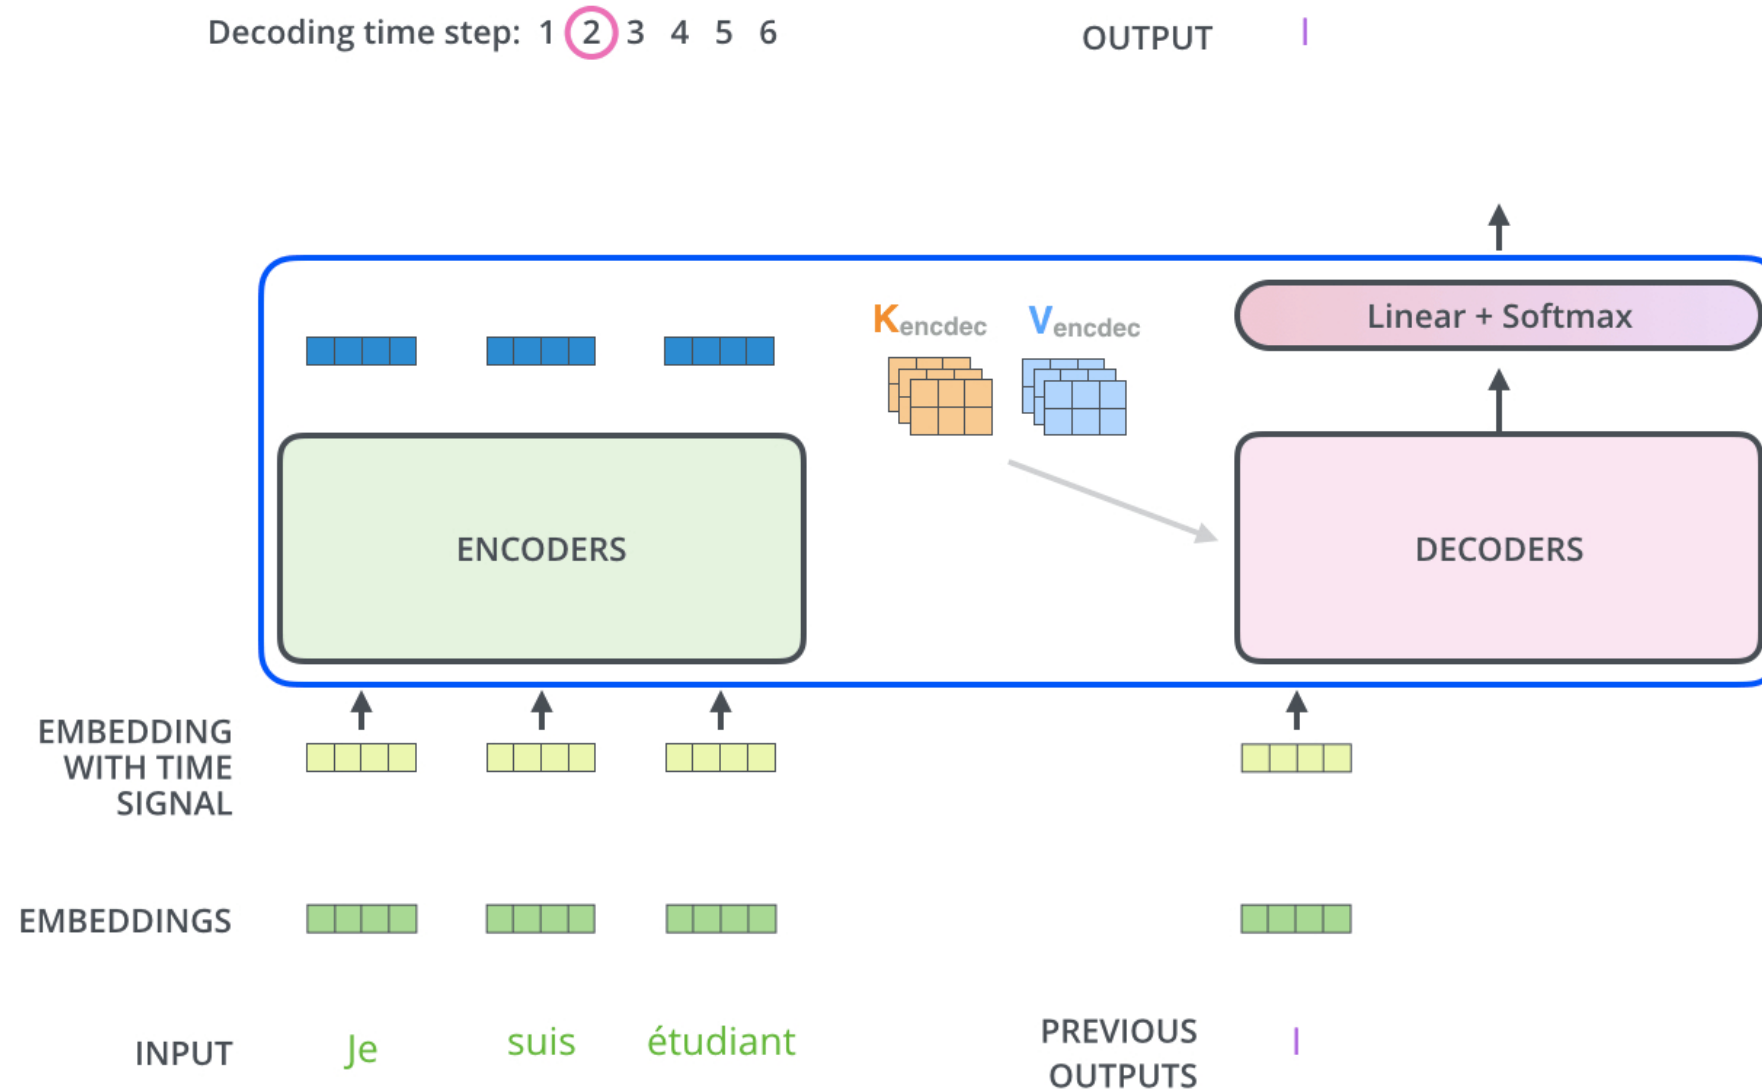 Decoding time step: 1 2 3 4 5 6
OUTPUT I
Kencdec Vencdec
Linear + Softmax
ENCODERS
DECODERS
EMBEDDING
WITH TIME
SIGNAL
EMBEDDINGS
INPUT Je suis étudiant
PREVIOUS
OUTPUTS
I